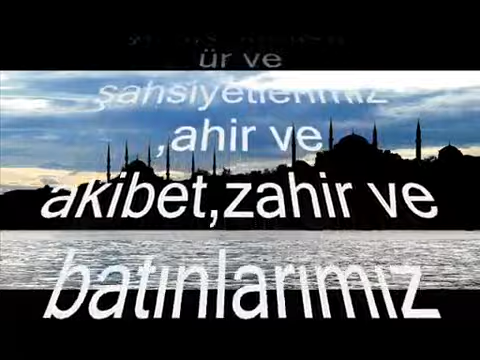 ür ve
şahsiyetlerimiz
,ahir ve
akibet,zahir ve
batınlarımız